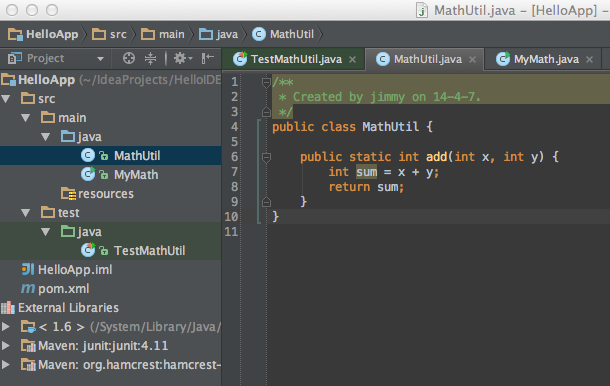 MathUtil.java – [HelloApp] –
HelloApp src main java MathUtil
Project
TestMathUtil.java MathUtil.java MyMath.java
HelloApp (~/IdeaProjects/HelloIDE
src
main
java
MathUtil
MyMath
resources
test
java
TestMathUtil
HelloApp.iml
pom.xml
External Libraries
< 1.6 > (/System/Library/Java/
Maven: junit:junit:4.11
Maven: org.hamcrest:hamcrest-
1 /**
2 * Created by jimmy on 14-4-7.
3 */
4 public class MathUtil {
5
6 public static int add(int x, int y) {
7 int sum = x + y;
8 return sum;
9 }
10 }
11